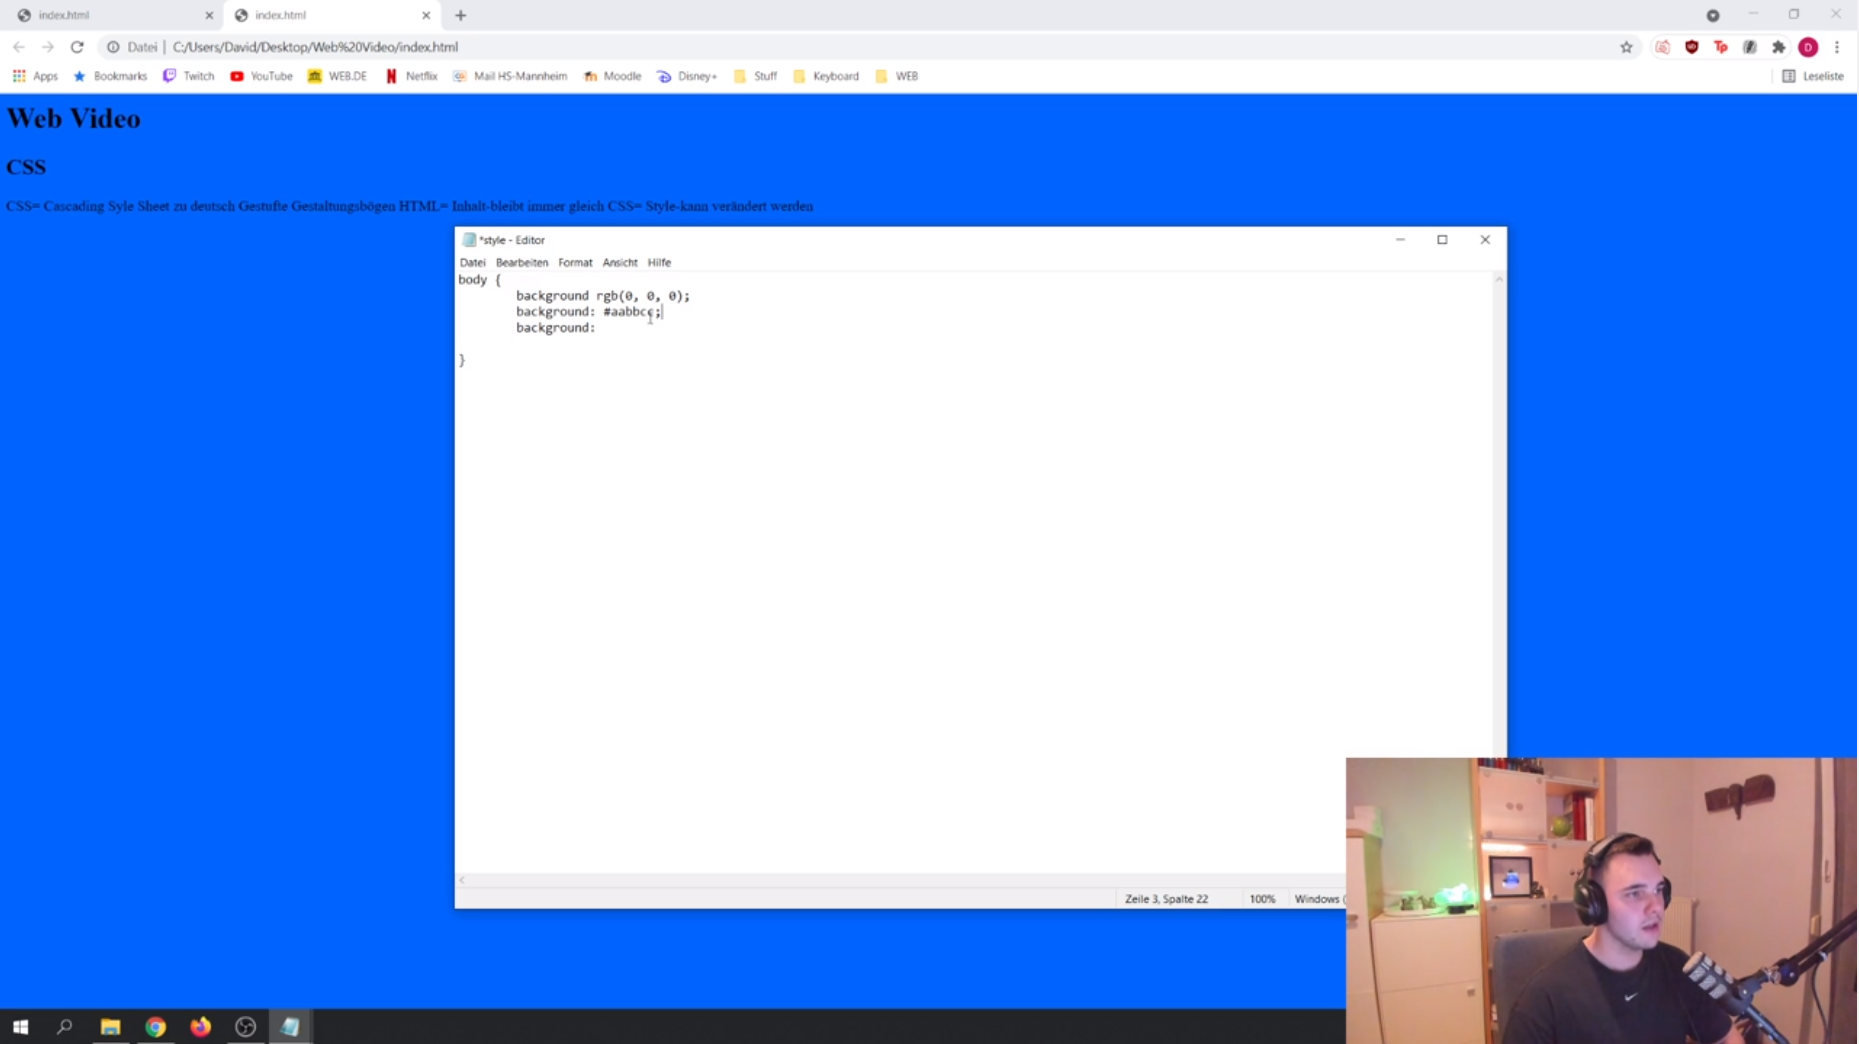 index.html
index.html
Datei | C:/Users/David/Desktop/Web%20Video/index.html
Tp
D
Apps
Bookmarks
Twitch
YouTube
WEB.DE
Netflix
Mail HS-Mannheim
Moodle
Disney+
Stuff
Keyboard
WEB
Leseliste
Web Video
CSS
CSS= Cascading Syle Sheet zu deutsch Gestufte Gestaltungsbögen HTML= Inhalt-bleibt immer gleich CSS= Style-kann verändert werden
*style - Editor
Datei Bearbeiten Format Ansicht Hilfe
body {
background rgb(0, 0, 0);
background: #aabbcc;
background:
}
Zeile 3, Spalte 22
100%
Windows (